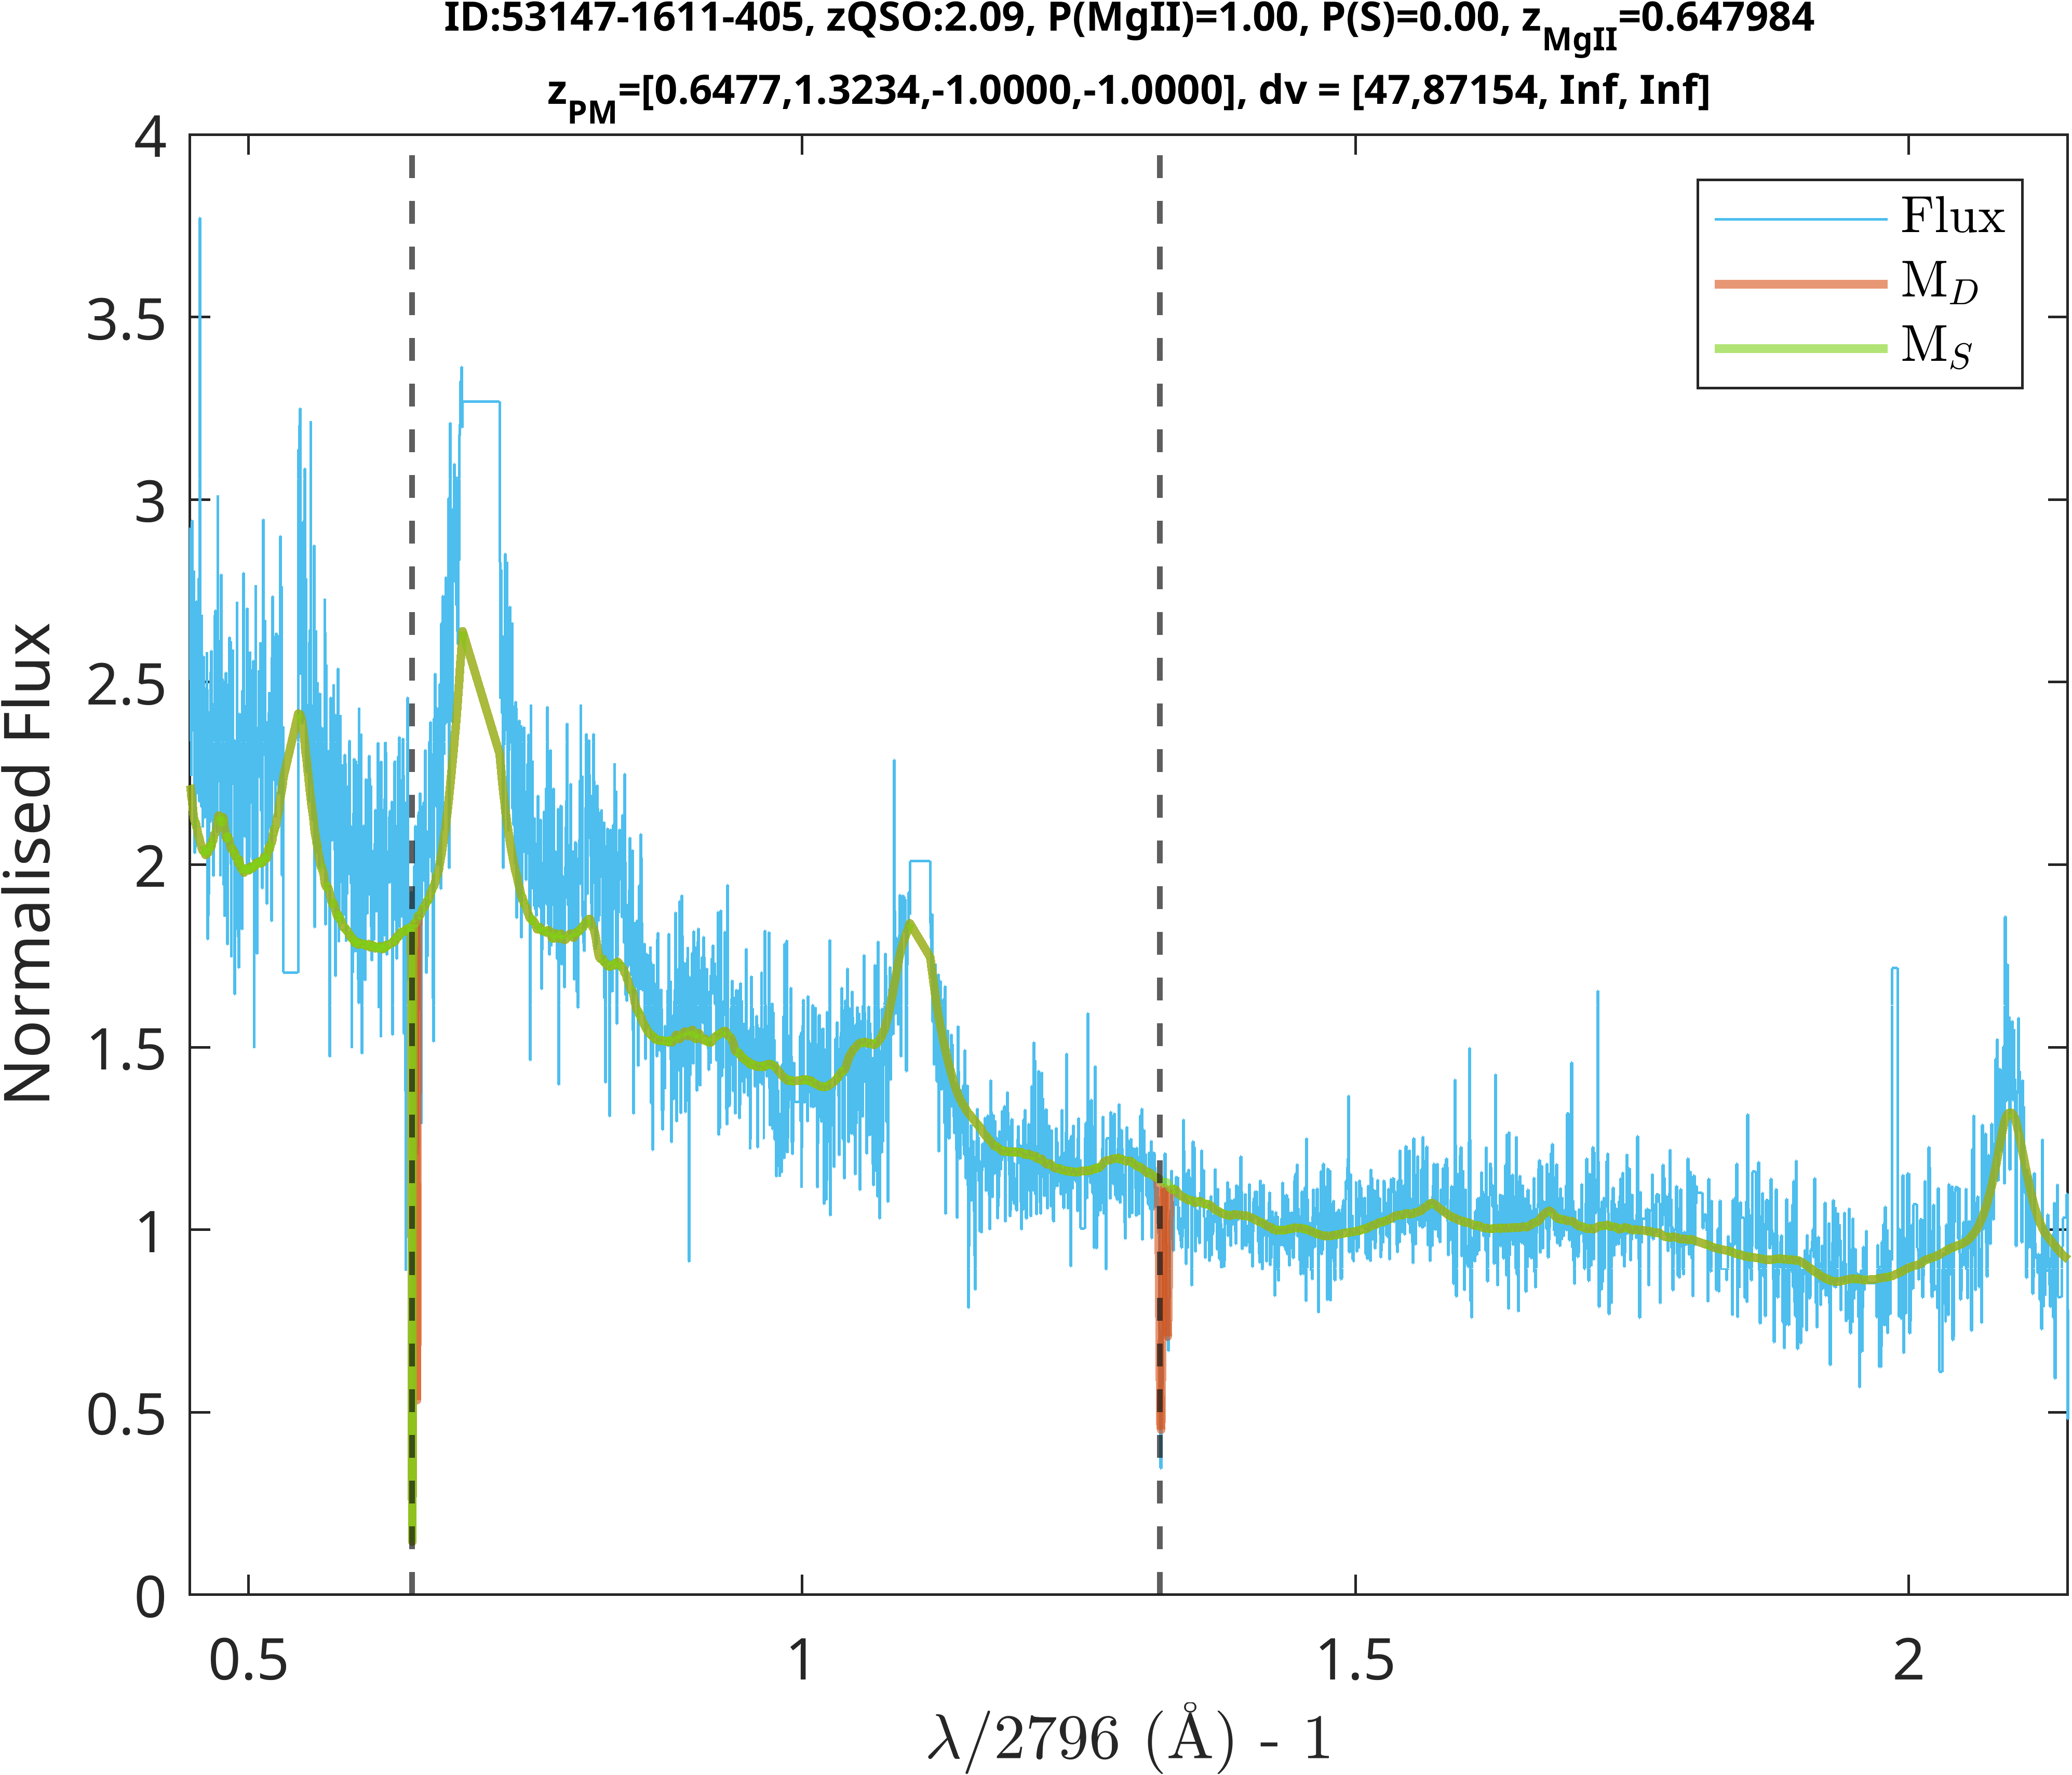 ID:53147-1611-405, zQSO:2.09, P(MgII)=1.00, P(S)=0.00, zMgII=0.647984
zPM=[0.6477,1.3234,-1.0000,-1.0000], dv = [47,87154, Inf, Inf]
4
3.5
3
2.5
2
1.5
1
0.5
0
Normalised Flux
Flux
MD
MS
0.5 1 1.5 2
λ/2796 (Å) - 1